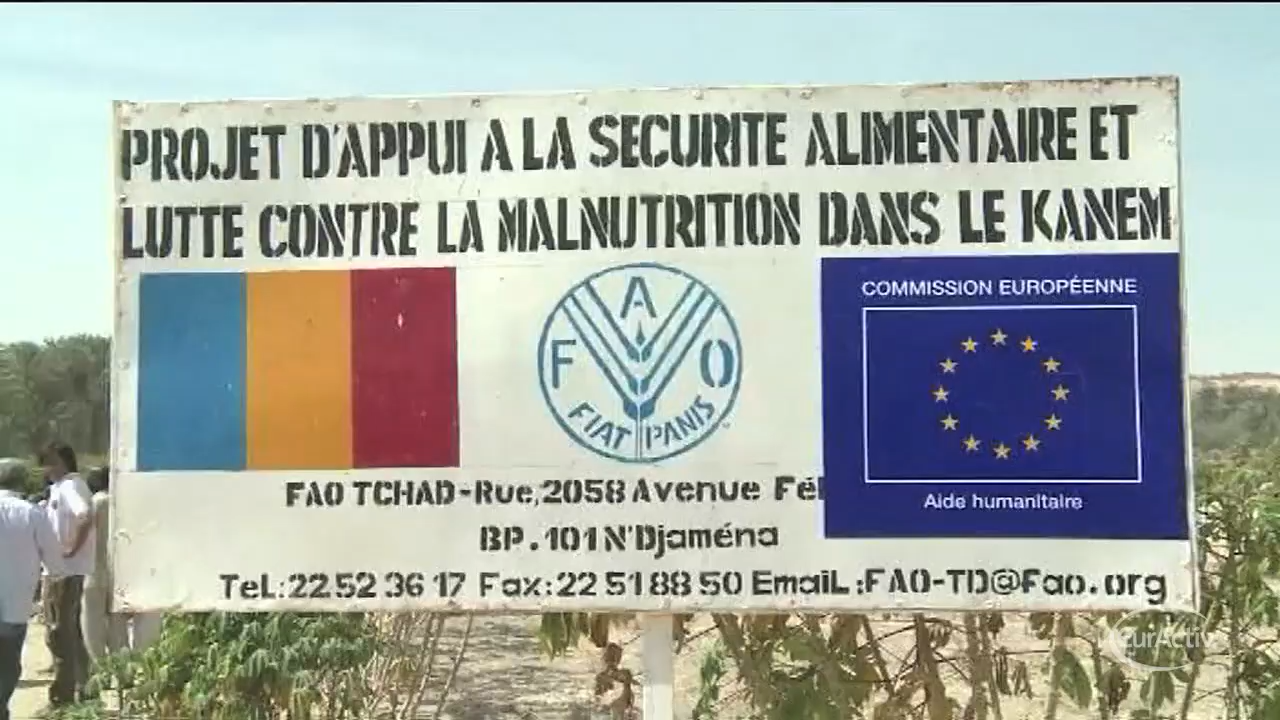 PROJET D'APPUI A LA SECURITE ALIMENTAIRE ET
LUTTE CONTRE LA MALNUTRITION DANS LE KANEM
FAO
FIAT PANIS
COMMISSION EUROPÉENNE
Aide humanitaire
FAO TCHAD-Rue,2058 Avenue
BP.101 N'Djaména
Tel:22 52 36 17 Fax:22 51 88 50 Email:FAO-TD@Fao.org
EurActiv